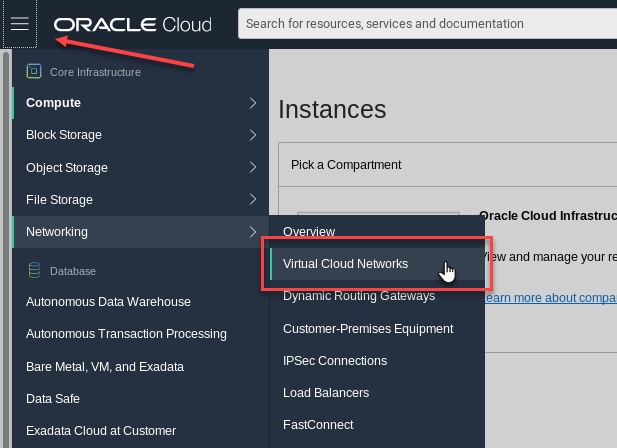 ORACLE Cloud
Search for resources, services and documentation
Core Infrastructure
Compute
Block Storage
Object Storage
File Storage
Networking
Database
Autonomous Data Warehouse
Autonomous Transaction Processing
Bare Metal, VM, and Exadata
Data Safe
Exadata Cloud at Customer
Overview
Virtual Cloud Networks
Dynamic Routing Gateways
Customer-Premises Equipment
IPSec Connections
Load Balancers
FastConnect
Instances
Pick a Compartment
Oracle Cloud Infrastruc
View and manage your re
Learn more about compa